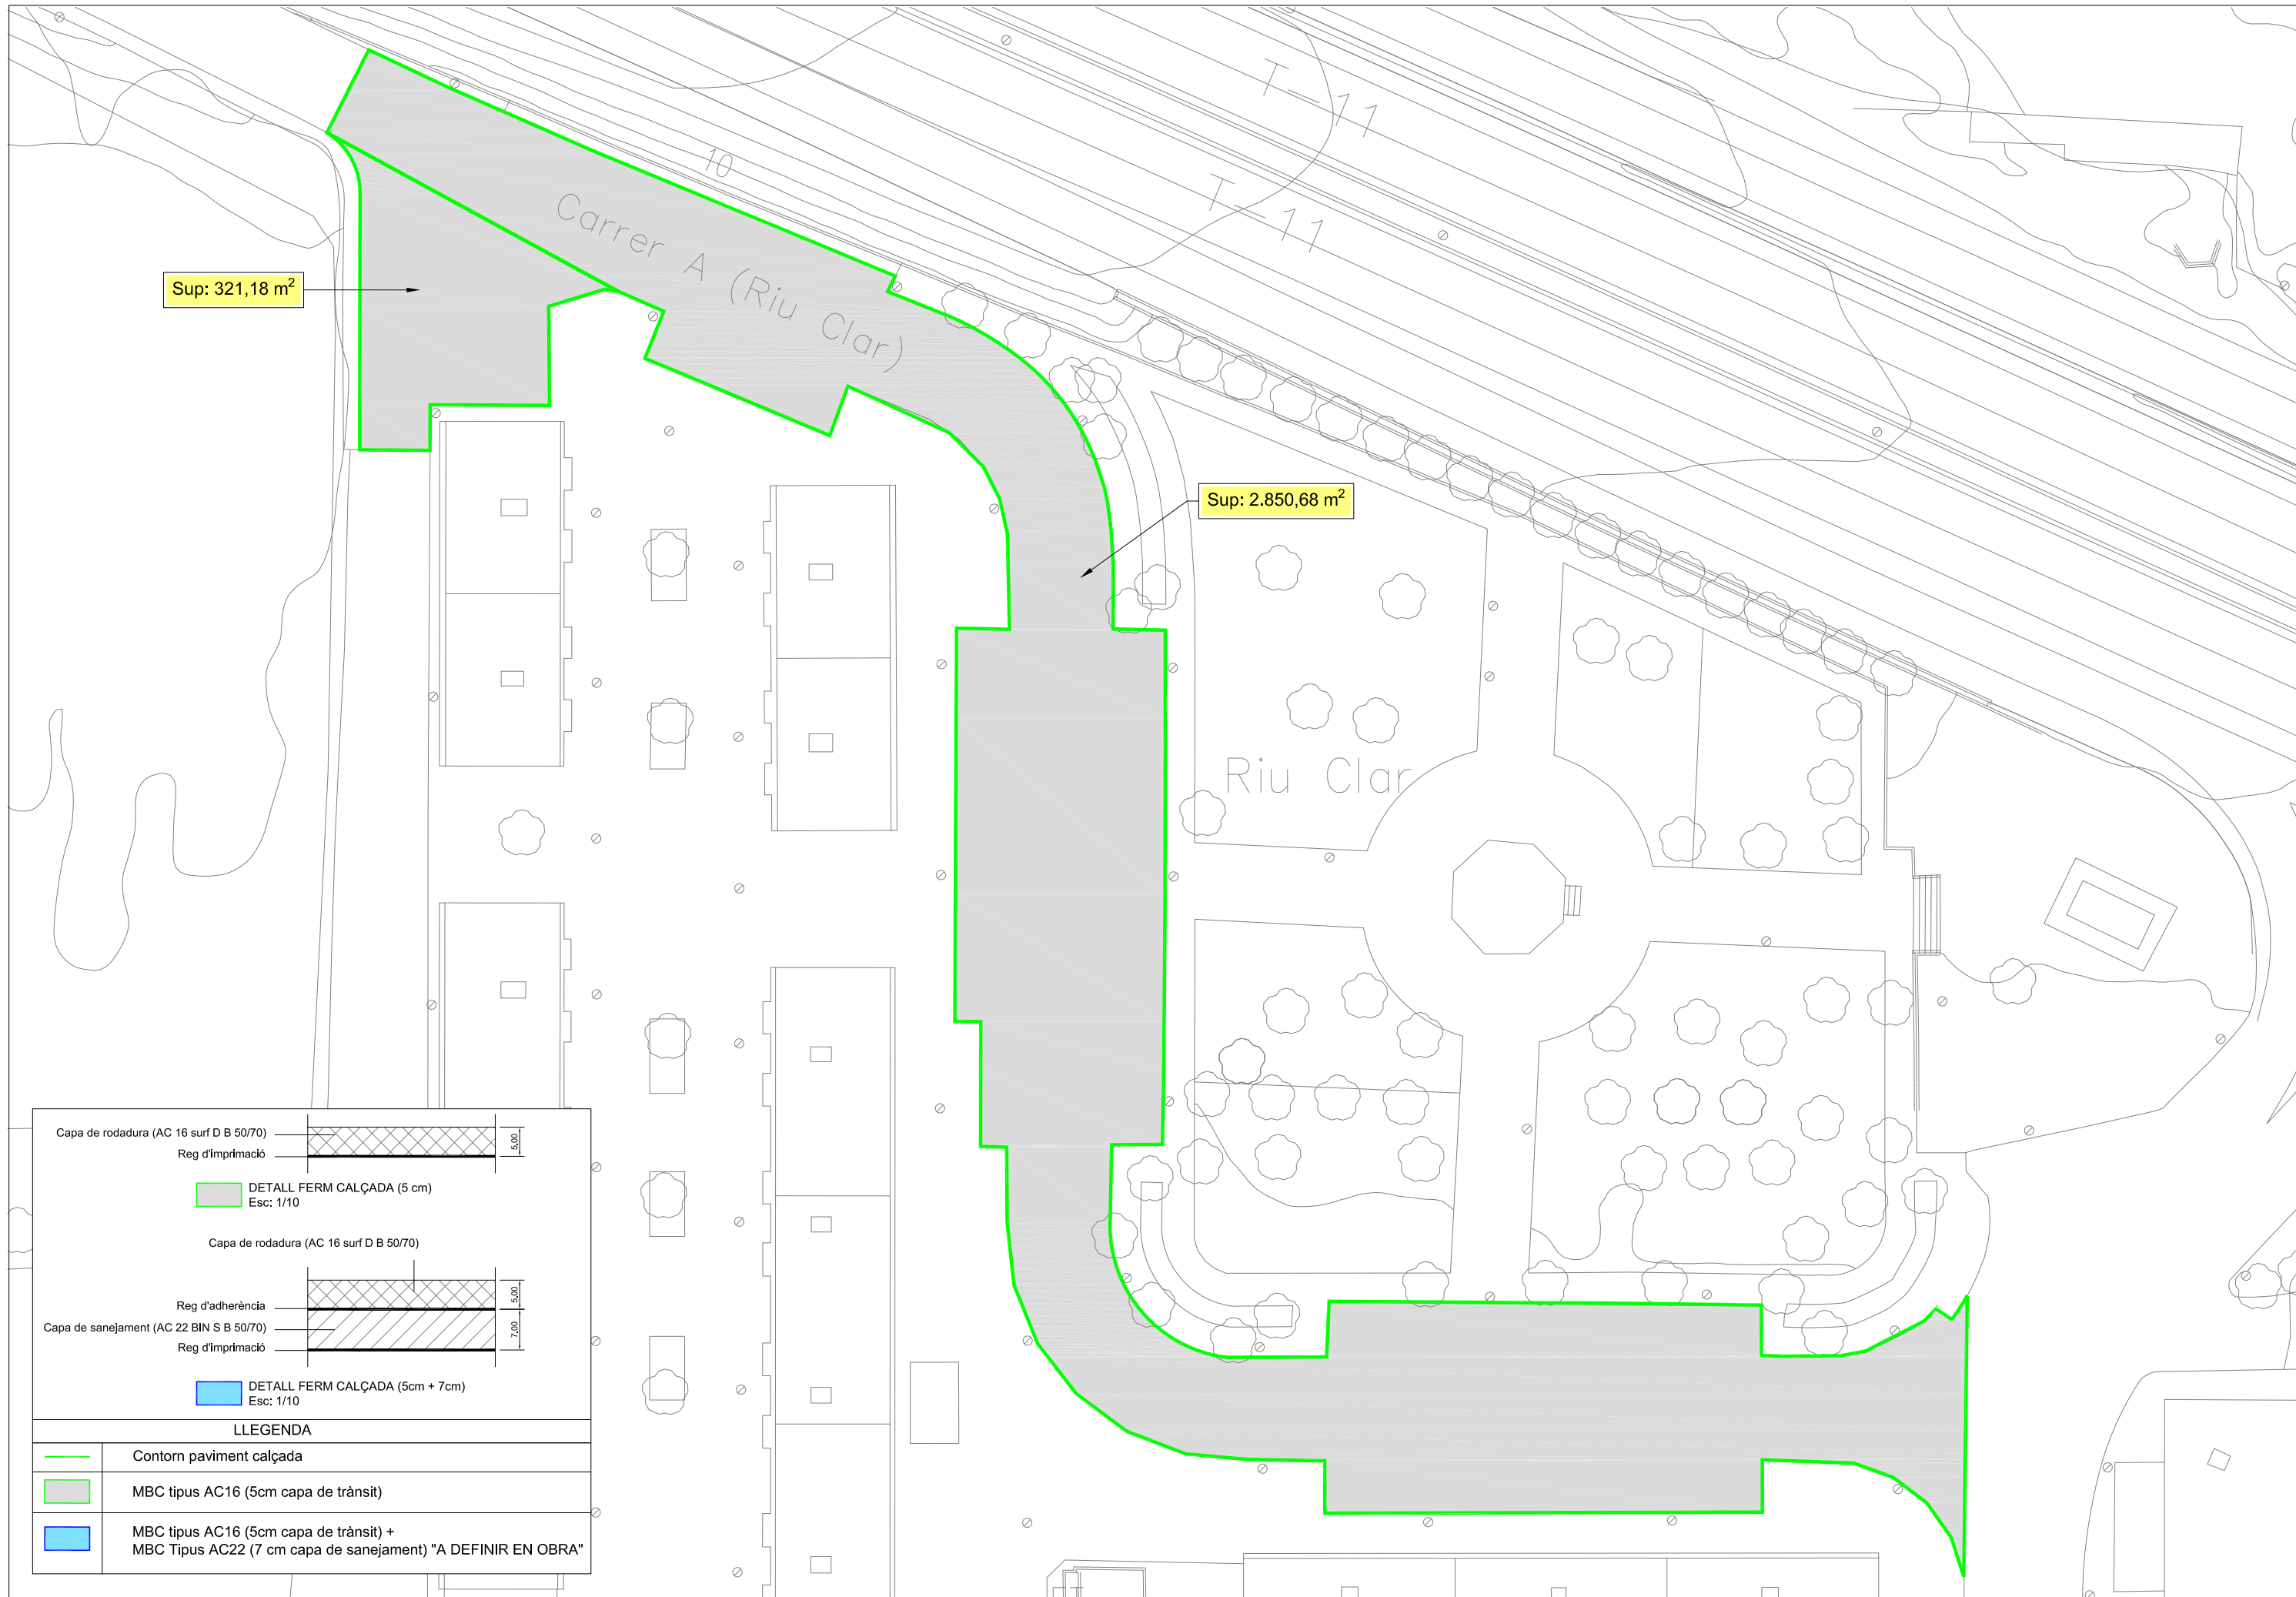 T-11
T-11
10
Carrer A (Riu Clar)
Sup: 321,18 m²
Sup: 2.850,68 m²
Riu Clar
Capa de rodadura (AC 16 surf D B 50/70)
5,00
Reg d'imprimació
DETALL FERM CALÇADA (5 cm)
Esc: 1/10
Capa de rodadura (AC 16 surf D B 50/70)
5,00
Reg d'adherència
Capa de sanejament (AC 22 BIN S B 50/70)
7,00
Reg d'imprimació
DETALL FERM CALÇADA (5cm + 7cm)
Esc: 1/10
LLEGENDA
Contorn paviment calçada
MBC tipus AC16 (5cm capa de trànsit)
MBC tipus AC16 (5cm capa de trànsit) +
MBC Tipus AC22 (7 cm capa de sanejament) "A DEFINIR EN OBRA"